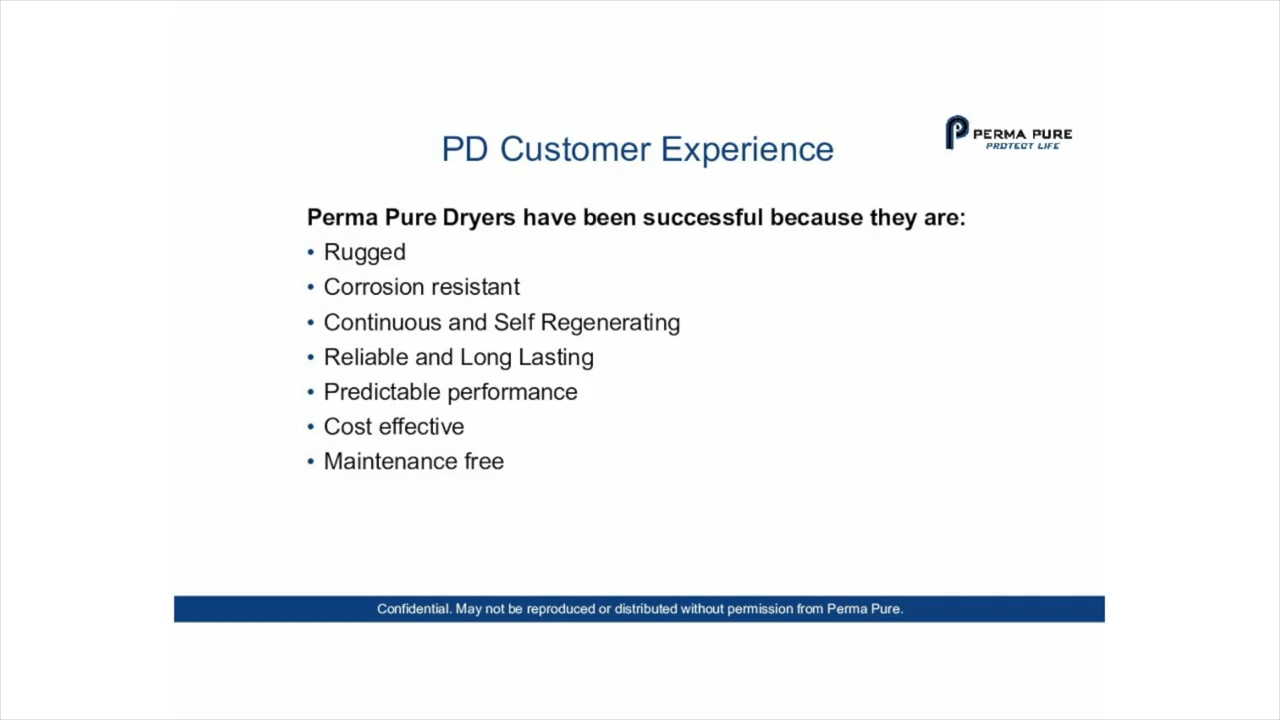 PERMA PURE
PROTECT LIFE
PD Customer Experience
Perma Pure Dryers have been successful because they are:
• Rugged
• Corrosion resistant
• Continuous and Self Regenerating
• Reliable and Long Lasting
• Predictable performance
• Cost effective
• Maintenance free
Confidential. May not be reproduced or distributed without permission from Perma Pure.